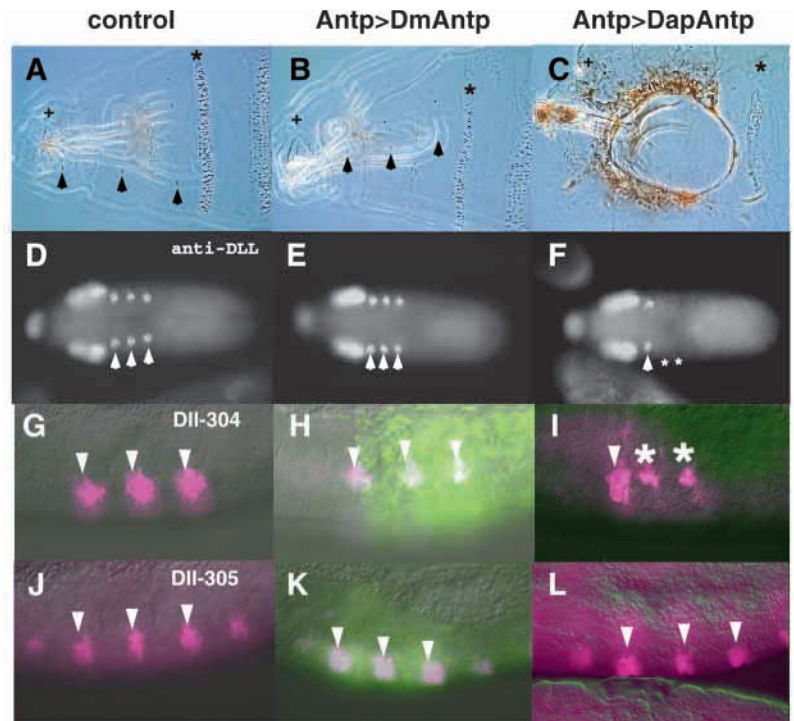 control Antp>DmAntp Antp>DapAntp
A + * B + * C + *
D anti-DLL E F * *
G Dll-304 H I * *
J Dll-305 K L